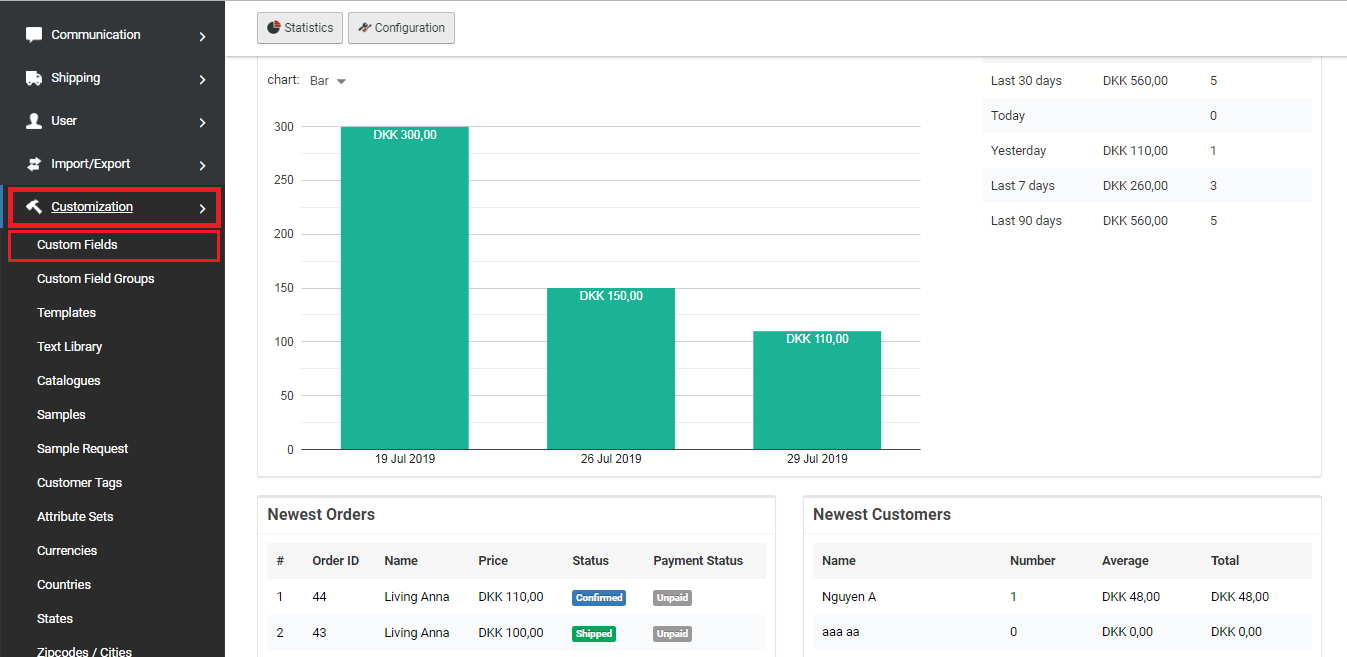 Communication
Shipping
User
Import/Export
Customization
Custom Fields
Custom Field Groups
Templates
Text Library
Catalogues
Samples
Sample Request
Customer Tags
Attribute Sets
Currencies
Countries
States
Zipcodes / Cities
Statistics Configuration
chart: Bar
300
250
200
150
100
50
0
DKK 300,00
DKK 150,00
DKK 110,00
19 Jul 2019 26 Jul 2019 29 Jul 2019
Last 30 days DKK 560,00 5
Today 0
Yesterday DKK 110,00 1
Last 7 days DKK 260,00 3
Last 90 days DKK 560,00 5
Newest Orders
# Order ID Name Price Status Payment Status
1 44 Living Anna DKK 110,00 Confirmed Unpaid
2 43 Living Anna DKK 100,00 Shipped Unpaid
Newest Customers
Name Number Average Total
Nguyen A 1 DKK 48,00 DKK 48,00
aaa aa 0 DKK 0,00 DKK 0,00